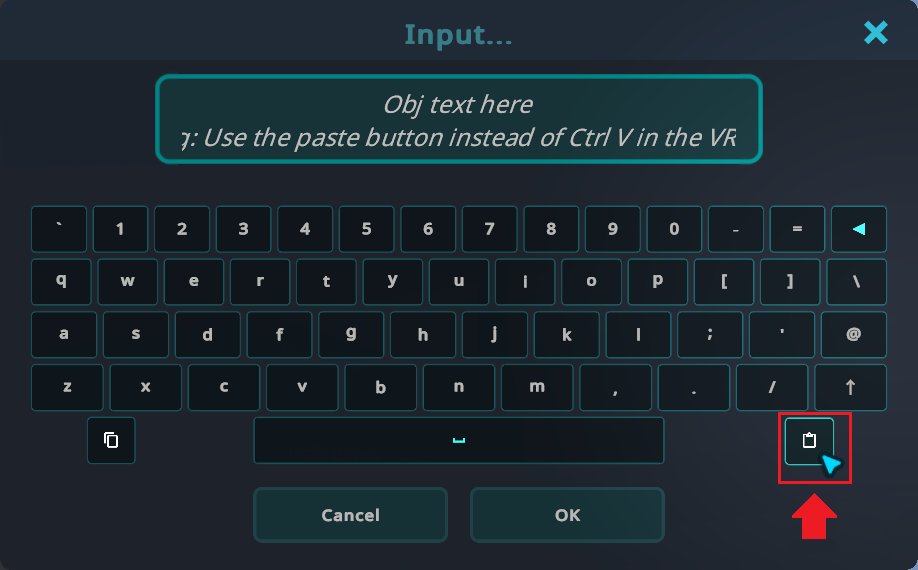 Input...
Obj text here
g: Use the paste button instead of Ctrl V in the VR
` 1 2 3 4 5 6 7 8 9 0 - =
q w e r t y u i o p [ ] \
a s d f g h j k l ; ' @
z x c v b n m , . / ↑
Cancel OK